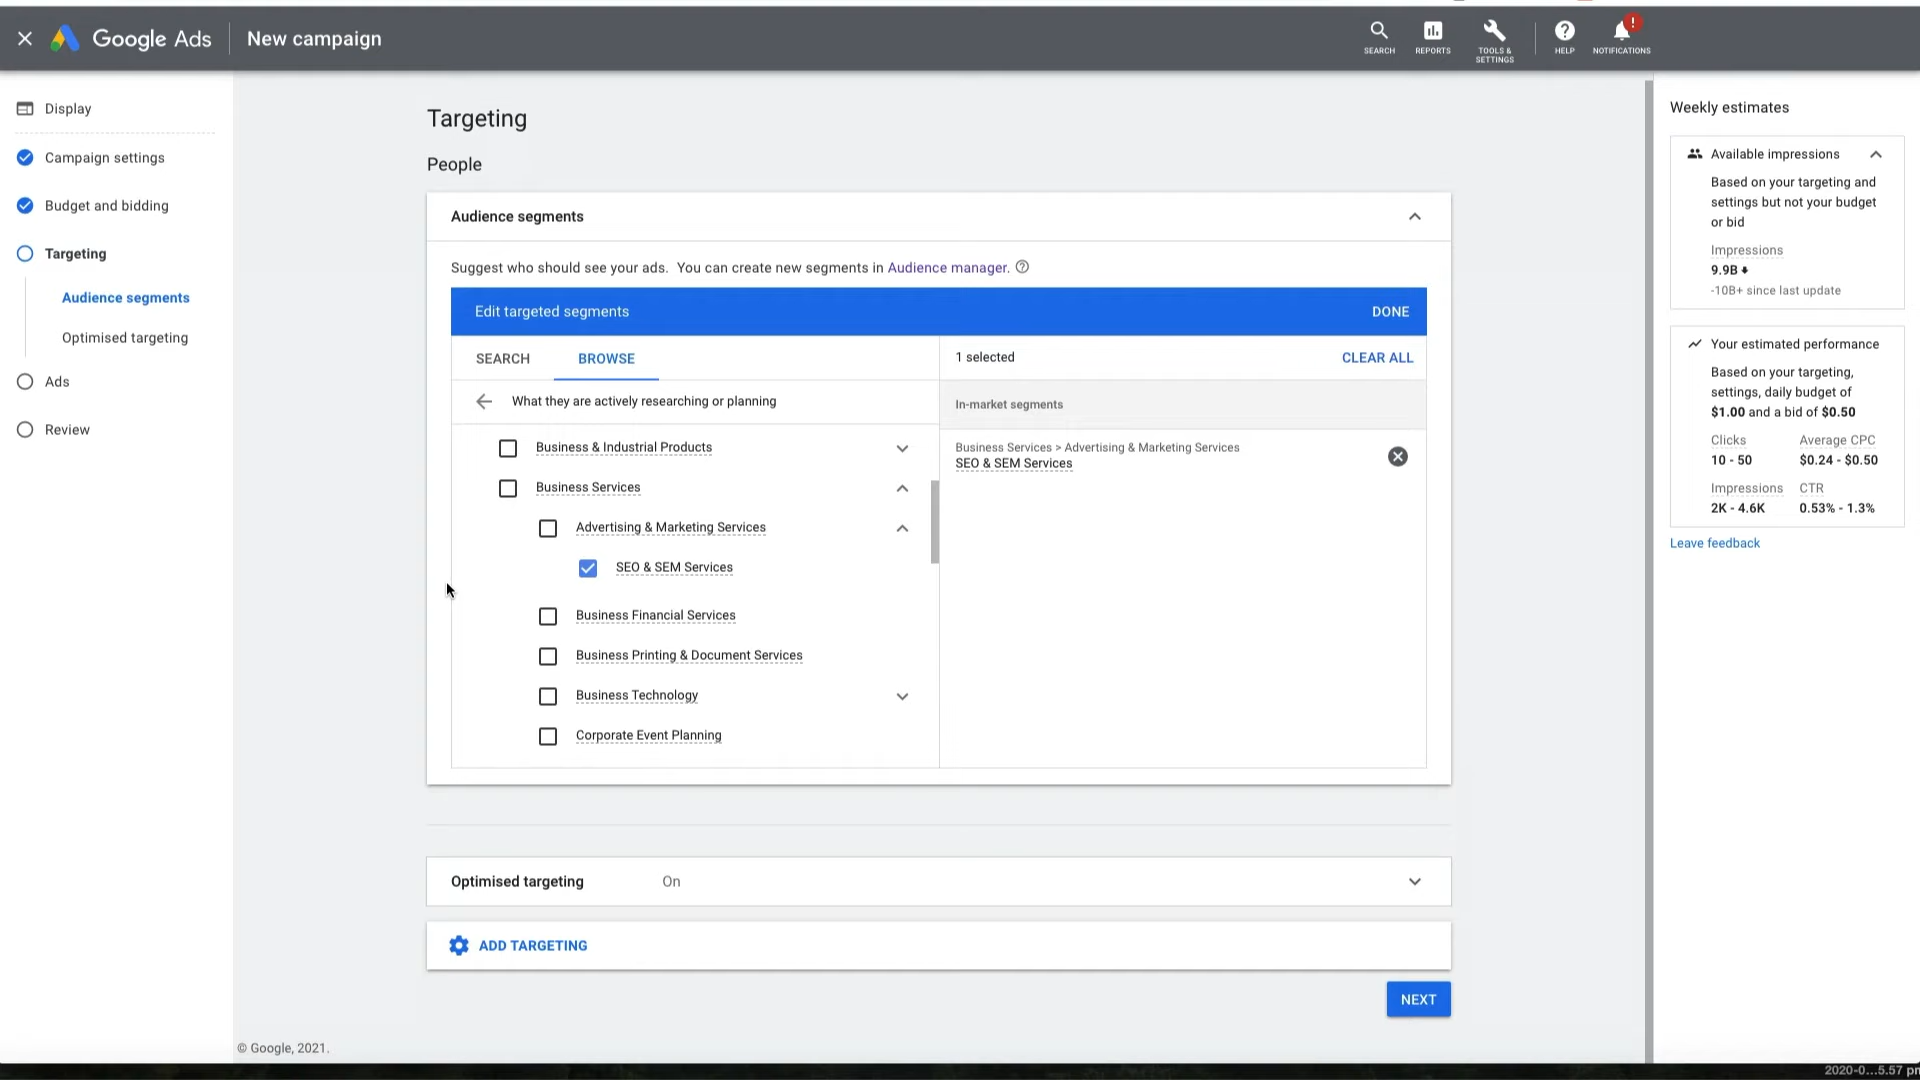 Google Ads
New campaign
SEARCH
REPORTS
TOOLS &
SETTINGS
HELP
!
NOTIFICATIONS
Display
Campaign settings
Budget and bidding
Targeting
Audience segments
Optimised targeting
Ads
Review
Targeting
People
Audience segments
Suggest who should see your ads. You can create new segments in Audience manager. ?
Edit targeted segments
DONE
SEARCH
BROWSE
1 selected
CLEAR ALL
What they are actively researching or planning
In-market segments
Business & Industrial Products
Business Services
Advertising & Marketing Services
SEO & SEM Services
Business Financial Services
Business Printing & Document Services
Business Technology
Corporate Event Planning
Business Services > Advertising & Marketing Services
SEO & SEM Services
Optimised targeting
On
ADD TARGETING
NEXT
© Google, 2021.
Weekly estimates
Available impressions
Based on your targeting and
settings but not your budget
or bid
Impressions
9.9B
-10B+ since last update
Your estimated performance
Based on your targeting,
settings, daily budget of
$1.00 and a bid of $0.50
Clicks
Average CPC
10 - 50
$0.24 - $0.50
Impressions
CTR
2K - 4.6K
0.53% - 1.3%
Leave feedback
2020-0...5.57 pm